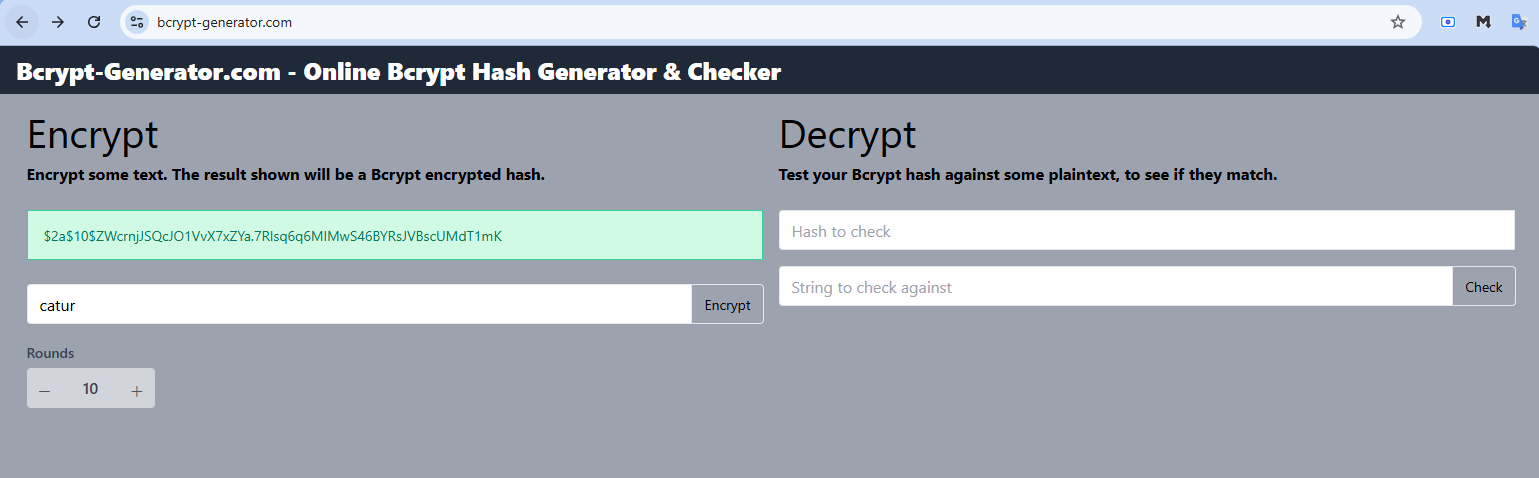 bcrypt-generator.com
Bcrypt-Generator.com - Online Bcrypt Hash Generator & Checker
Encrypt
Encrypt some text. The result shown will be a Bcrypt encrypted hash.
$2a$10$ZWcrnjJSQcJO1VvX7xZYa.7RIsq6q6MIMwS46BYRsJVBscUMdT1mK
catur
Encrypt
Rounds
− 10 +
Decrypt
Test your Bcrypt hash against some plaintext, to see if they match.
Hash to check
String to check against
Check